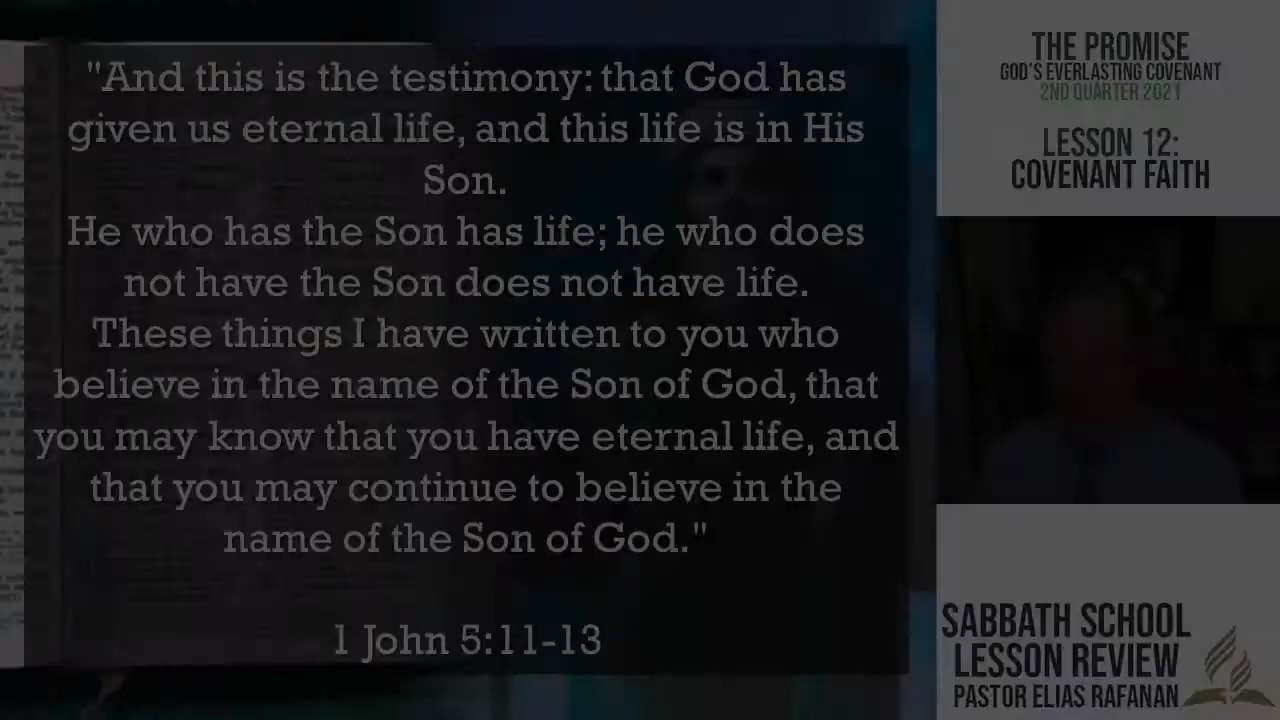 "And this is the testimony: that God has
given us eternal life, and this life is in His
Son.
He who has the Son has life; he who does
not have the Son does not have life.
These things I have written to you who
believe in the name of the Son of God, that
you may know that you have eternal life, and
that you may continue to believe in the
name of the Son of God."
1 John 5:11-13
THE PROMISE
GOD'S EVERLASTING COVENANT
2ND QUARTER 2021
LESSON 12:
COVENANT FAITH
SABBATH SCHOOL
LESSON REVIEW
PASTOR ELIAS RAFANAN